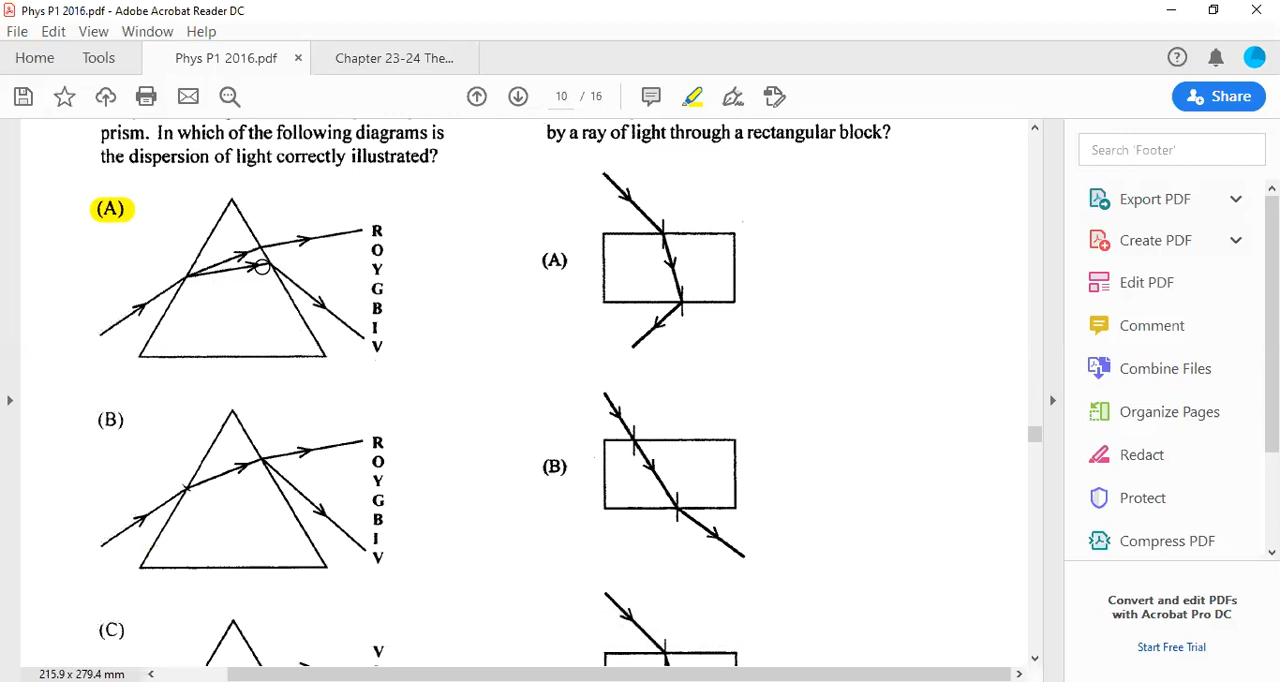 Phys P1 2016.pdf - Adobe Acrobat Reader DC
File Edit View Window Help
Home Tools Phys P1 2016.pdf × Chapter 23-24 The...
10 / 16
Share
prism. In which of the following diagrams is
the dispersion of light correctly illustrated?
(A)
R
O
Y
G
B
I
V
(B)
R
O
Y
G
B
I
V
(C)
V
by a ray of light through a rectangular block?
(A)
(B)
Search 'Footer'
Export PDF
Create PDF
Edit PDF
Comment
Combine Files
Organize Pages
Redact
Protect
Compress PDF
Convert and edit PDFs
with Acrobat Pro DC
Start Free Trial
215.9 x 279.4 mm